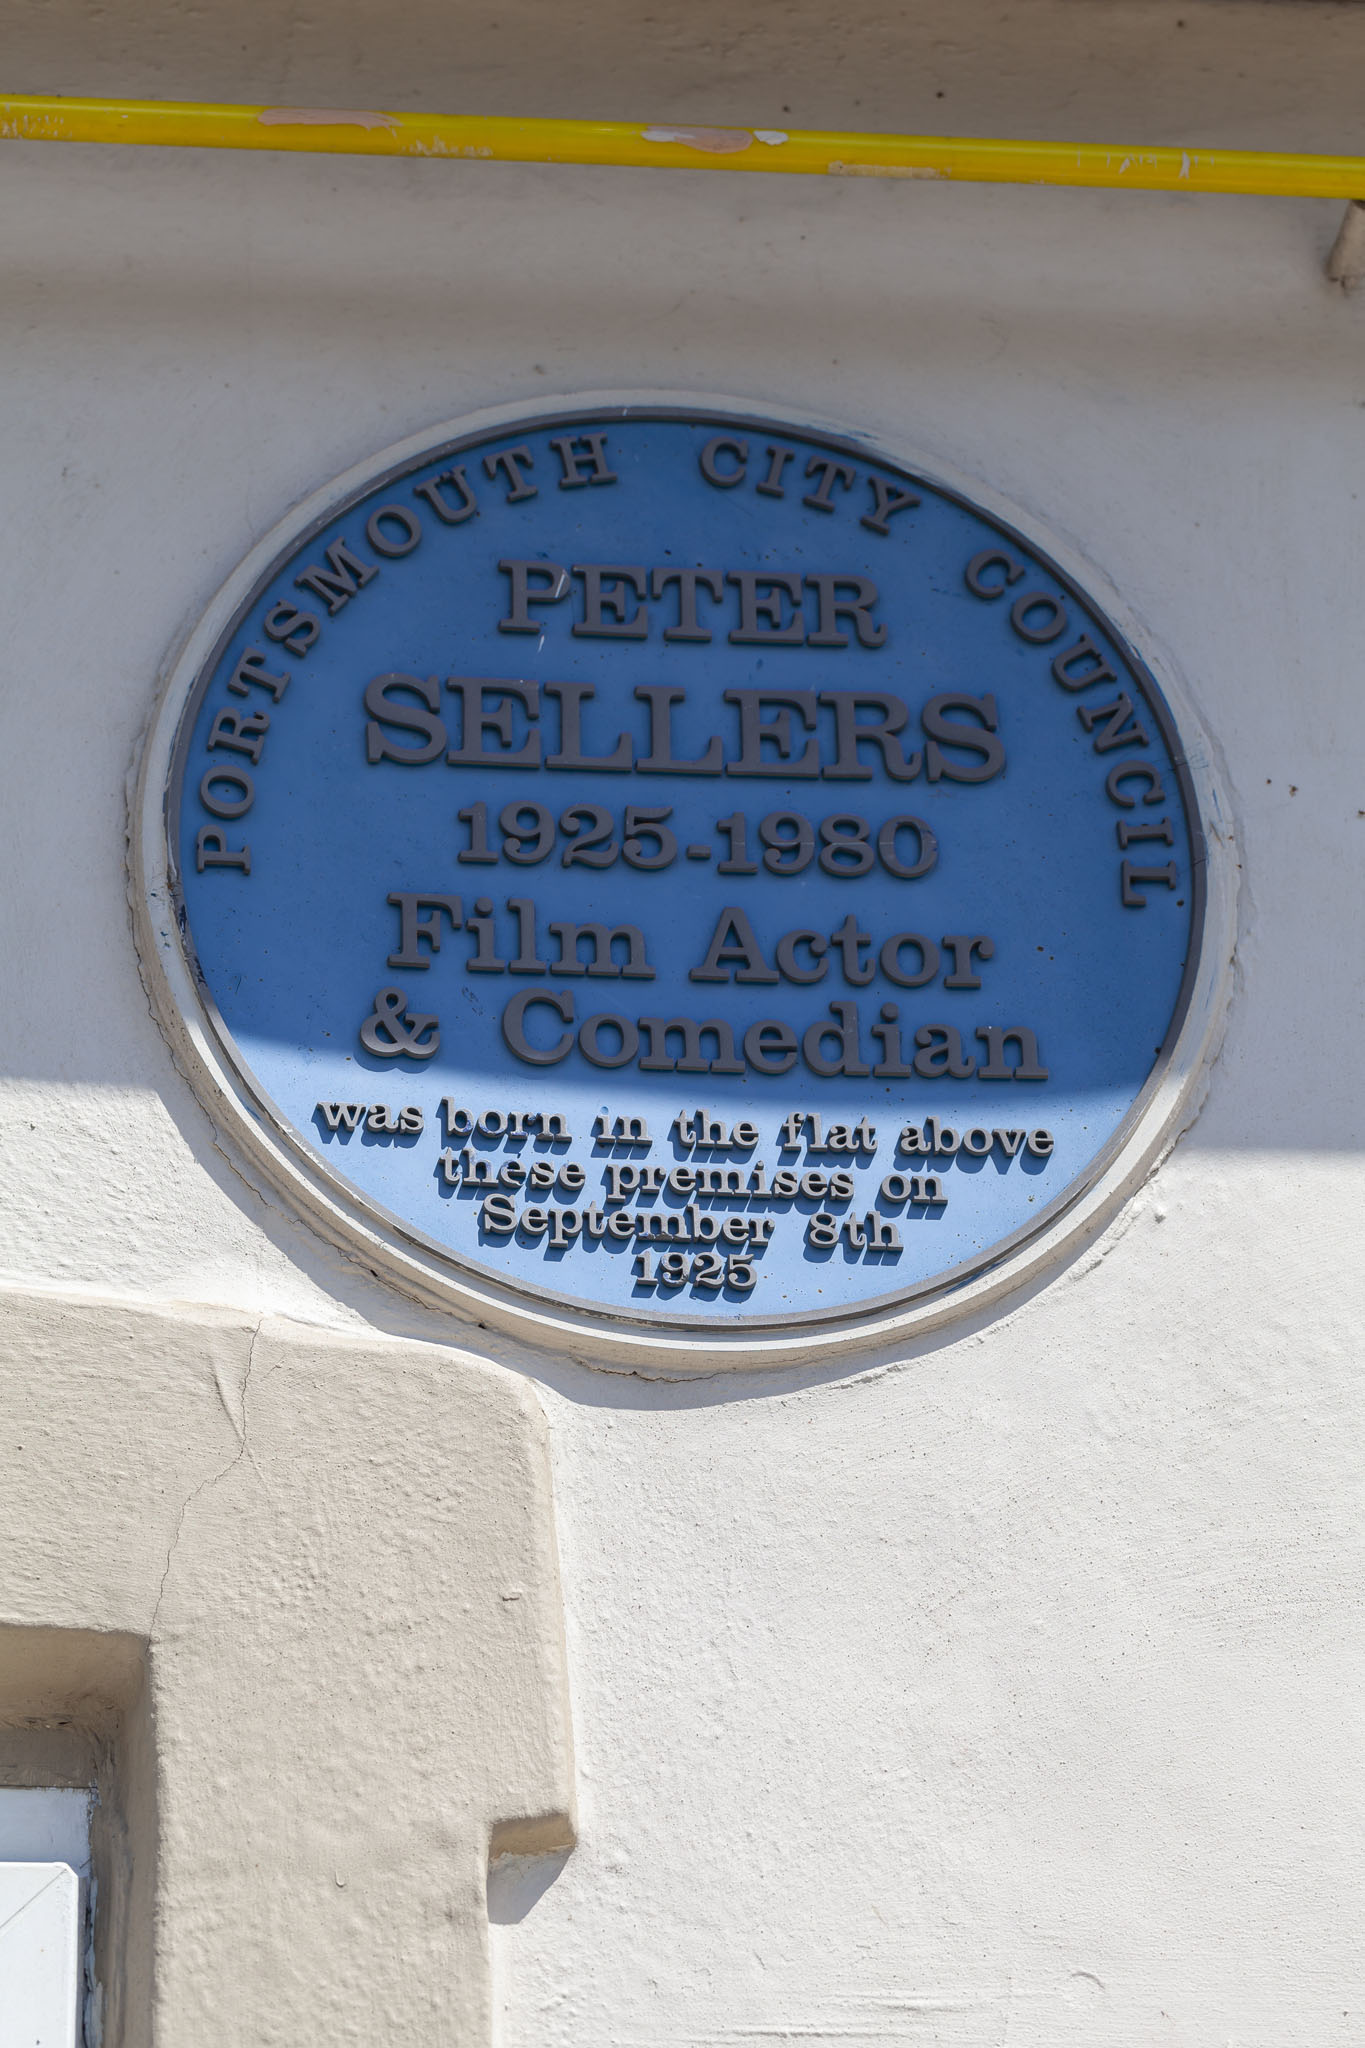 PORTSMOUTH CITY COUNCIL
PETER
SELLERS
1925-1980
Film Actor
& Comedian
was born in the flat above
these premises on
September 8th
1925